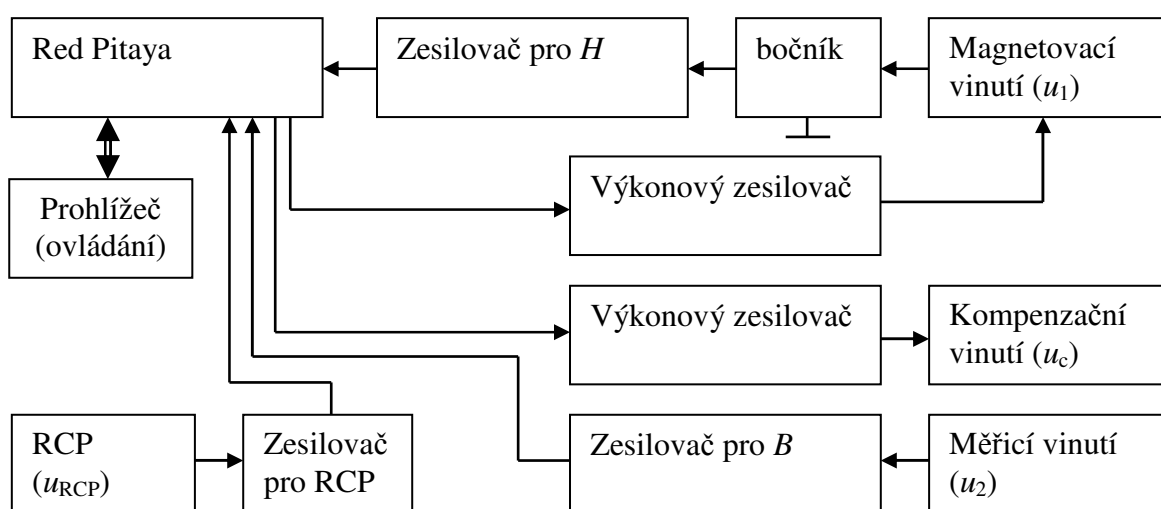 Red Pitaya
Zesilovač pro H
bočník
Magnetovací
vinutí (u1)
Výkonový zesilovač
Prohlížeč
(ovládání)
Výkonový zesilovač
Kompenzační
vinutí (uc)
RCP
(uRCP)
Zesilovač
pro RCP
Zesilovač pro B
Měřicí vinutí
(u2)